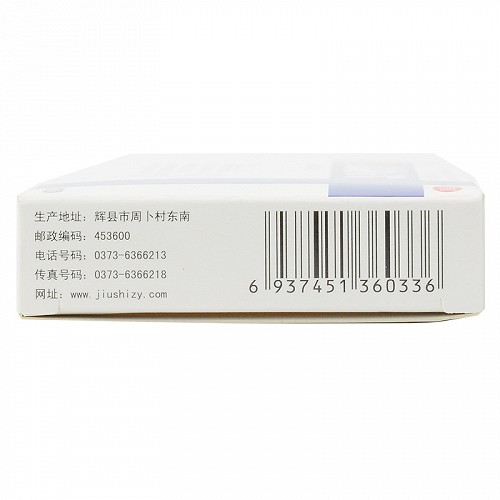 生产地址：辉县市周卜村东南
邮政编码：453600
电话号码：0373-6366213
传真号码：0373-6366218
网址：www.jiushizy.com
6 937451 360336